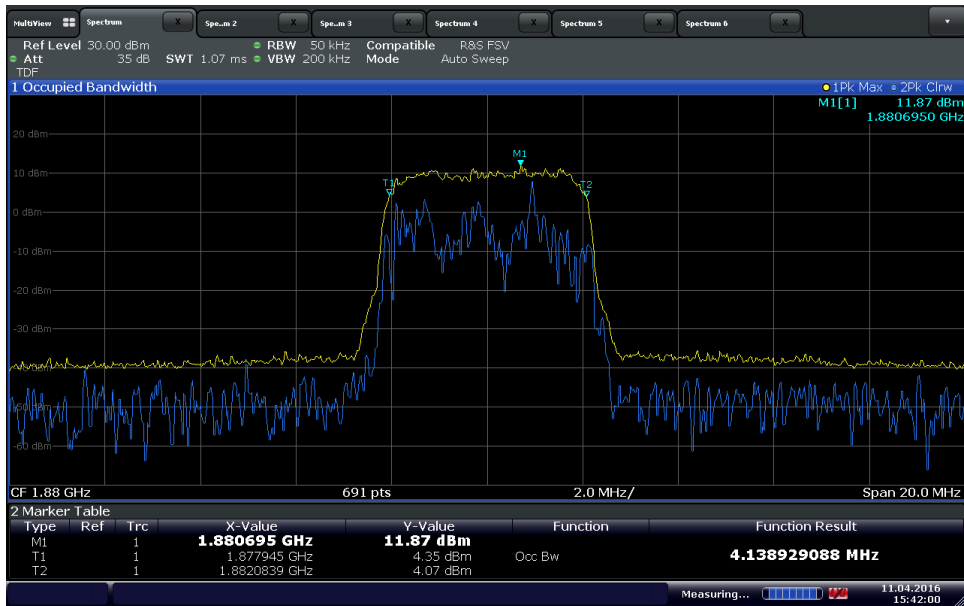 MultiView Spectrum X Spe...m 2 X Spe...m 3 X Spectrum 4 X Spectrum 5 X Spectrum 6 X
Ref Level 30.00 dBm RBW 50 kHz Compatible R&S FSV
Att 35 dB SWT 1.07 ms VBW 200 kHz Mode Auto Sweep
TDF
1 Occupied Bandwidth 1Pk Max 2Pk Clrw
M1[1] 11.87 dBm
1.8806950 GHz
20 dBm
M1
10 dBm
T1 T2
0 dBm
-10 dBm
-20 dBm
-30 dBm
-60 dBm
CF 1.88 GHz 691 pts 2.0 MHz/ Span 20.0 MHz
2 Marker Table
Type Ref Trc X-Value Y-Value Function Function Result
M1 1 1.880695 GHz 11.87 dBm
T1 1 1.877945 GHz 4.35 dBm Occ Bw 4.138929088 MHz
T2 1 1.8820839 GHz 4.07 dBm
Measuring... 11.04.2016
15:42:00